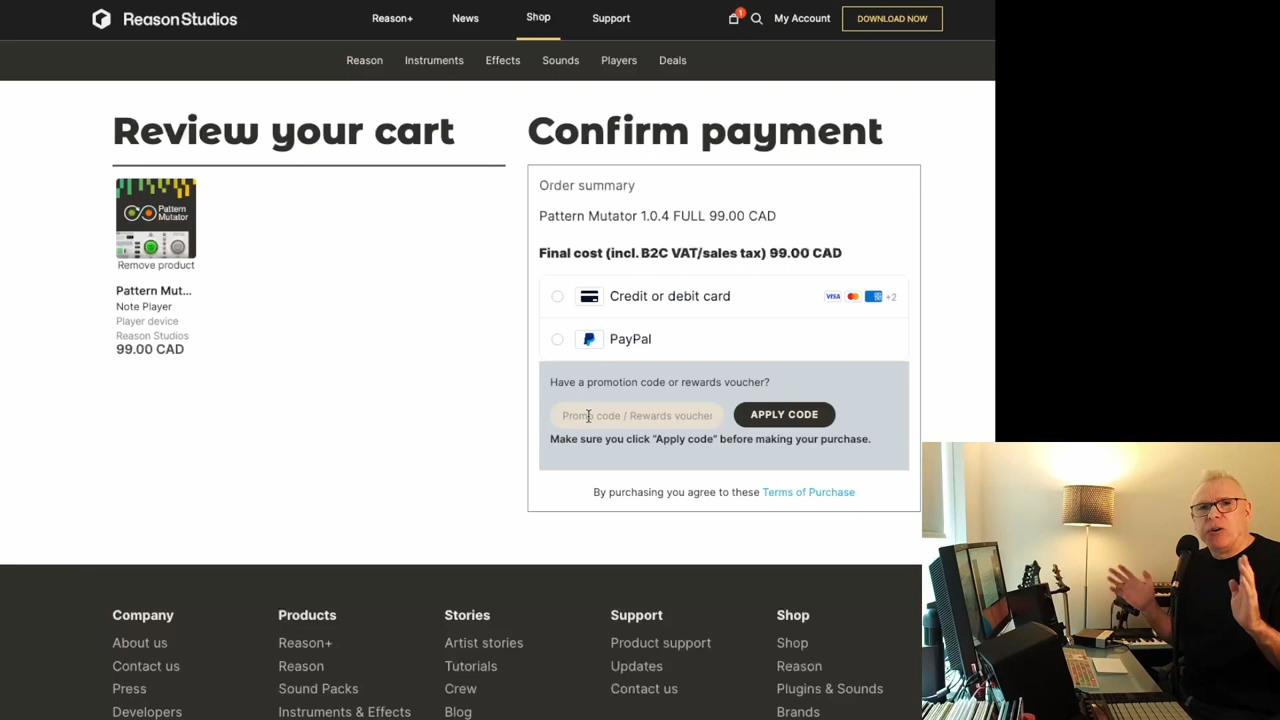 ReasonStudios
Reason+
News
Shop
Support
1
My Account
DOWNLOAD NOW
Reason
Instruments
Effects
Sounds
Players
Deals
Review your cart
Pattern
Mutator
Remove product
Pattern Mut...
Note Player
Player device
Reason Studios
99.00 CAD
Confirm payment
Order summary
Pattern Mutator 1.0.4 FULL 99.00 CAD
Final cost (incl. B2C VAT/sales tax) 99.00 CAD
Credit or debit card
VISA
+2
PayPal
Have a promotion code or rewards voucher?
Promo code / Rewards voucher
APPLY CODE
Make sure you click "Apply code" before making your purchase.
By purchasing you agree to these Terms of Purchase
Company
About us
Contact us
Press
Developers
Products
Reason+
Reason
Sound Packs
Instruments & Effects
Stories
Artist stories
Tutorials
Crew
Blog
Support
Product support
Updates
Contact us
Shop
Shop
Reason
Plugins & Sounds
Brands